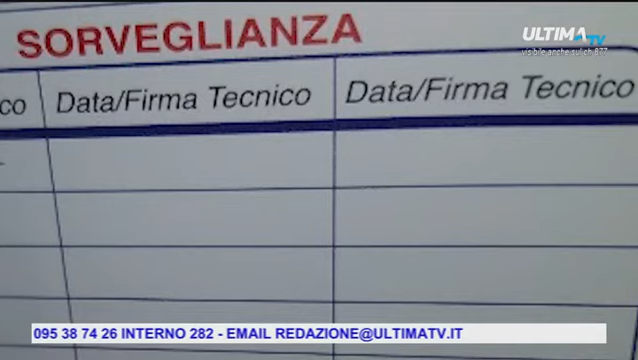 SORVEGLIANZA
ULTIMA TV
visibile anche sul ch 877
co Data/Firma Tecnico Data/Firma Tecnico
095 38 74 26 INTERNO 282 - EMAIL REDAZIONE@ULTIMATV.IT